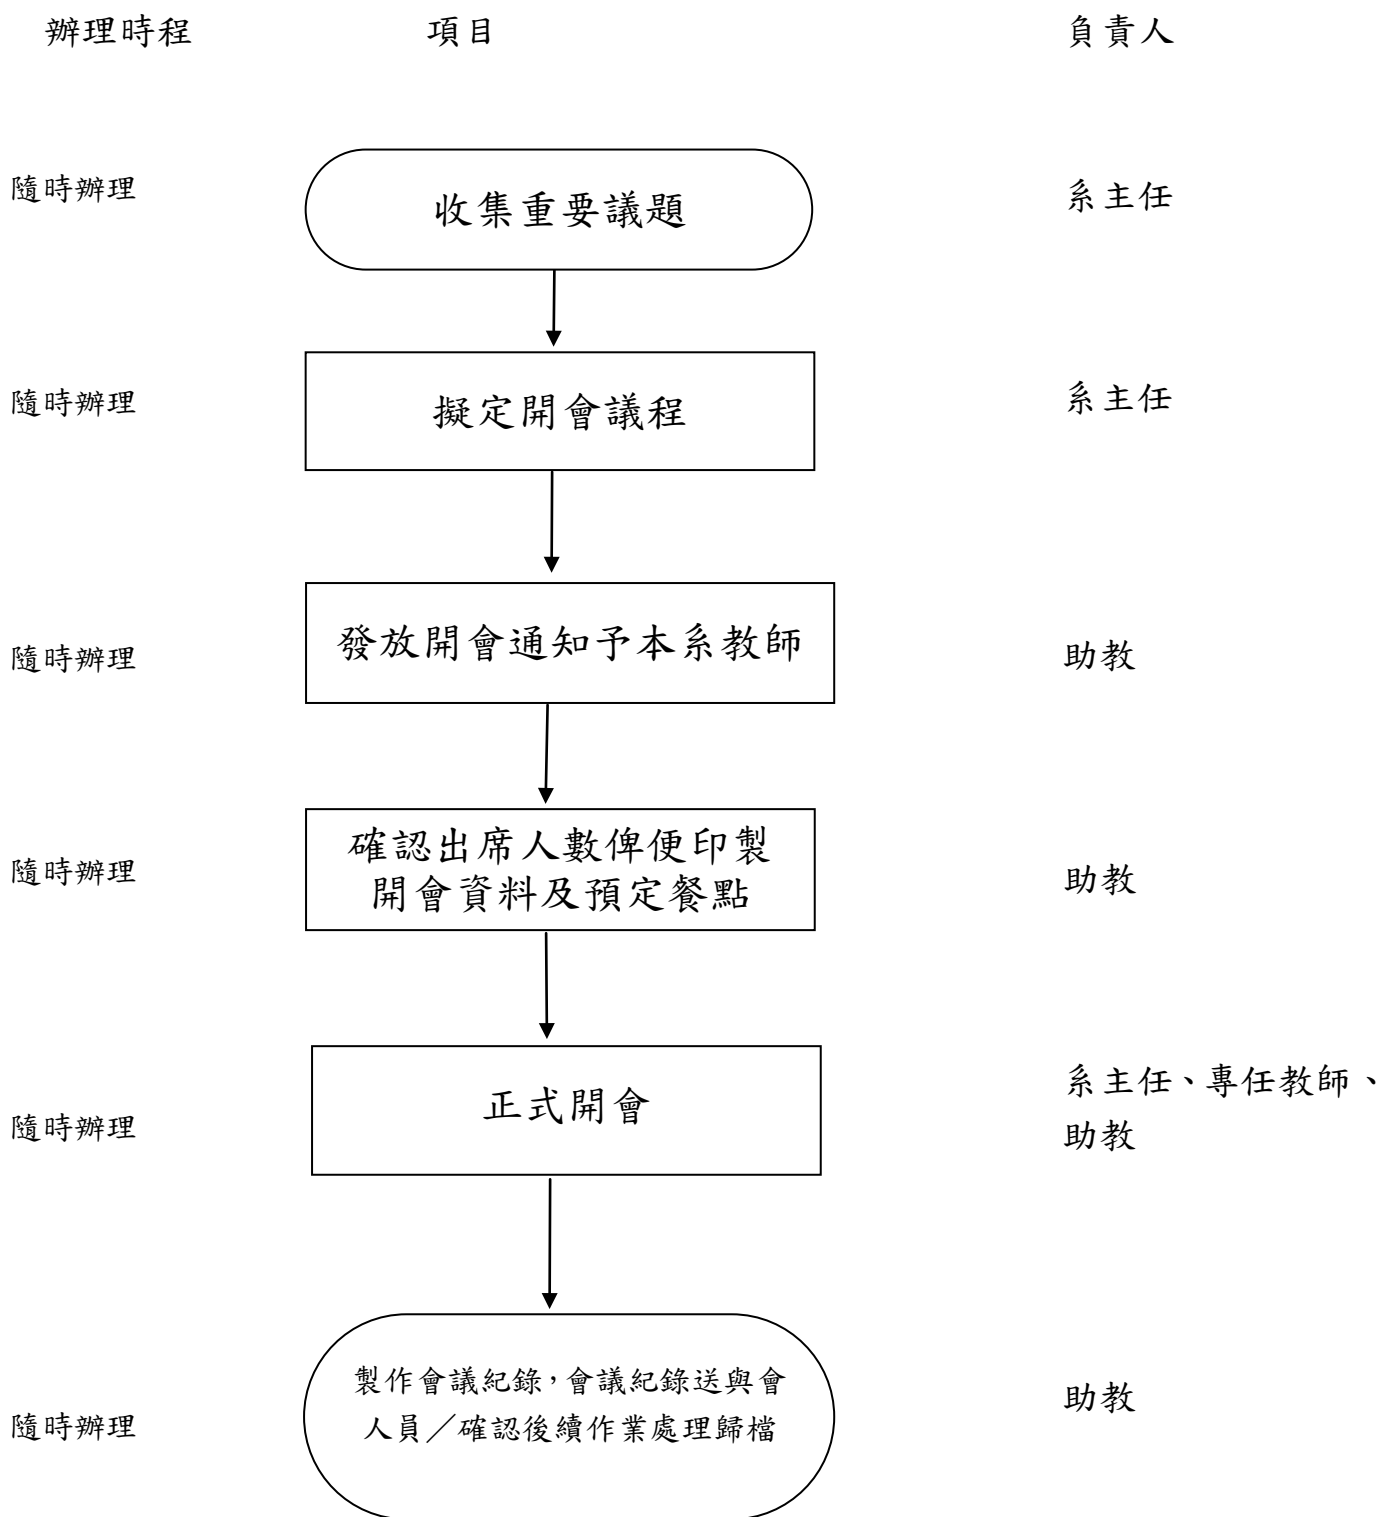 辦理時程 項目 負責人
隨時辦理 收集重要議題 系主任
隨時辦理 擬定開會議程 系主任
隨時辦理 發放開會通知予本系教師 助教
確認出席人數俾便印製
隨時辦理 開會資料及預定餐點 助教
系主任、專任教師、
隨時辦理 正式開會 助教
製作會議紀錄，會議紀錄送與會
隨時辦理 人員／確認後續作業處理歸檔 助教